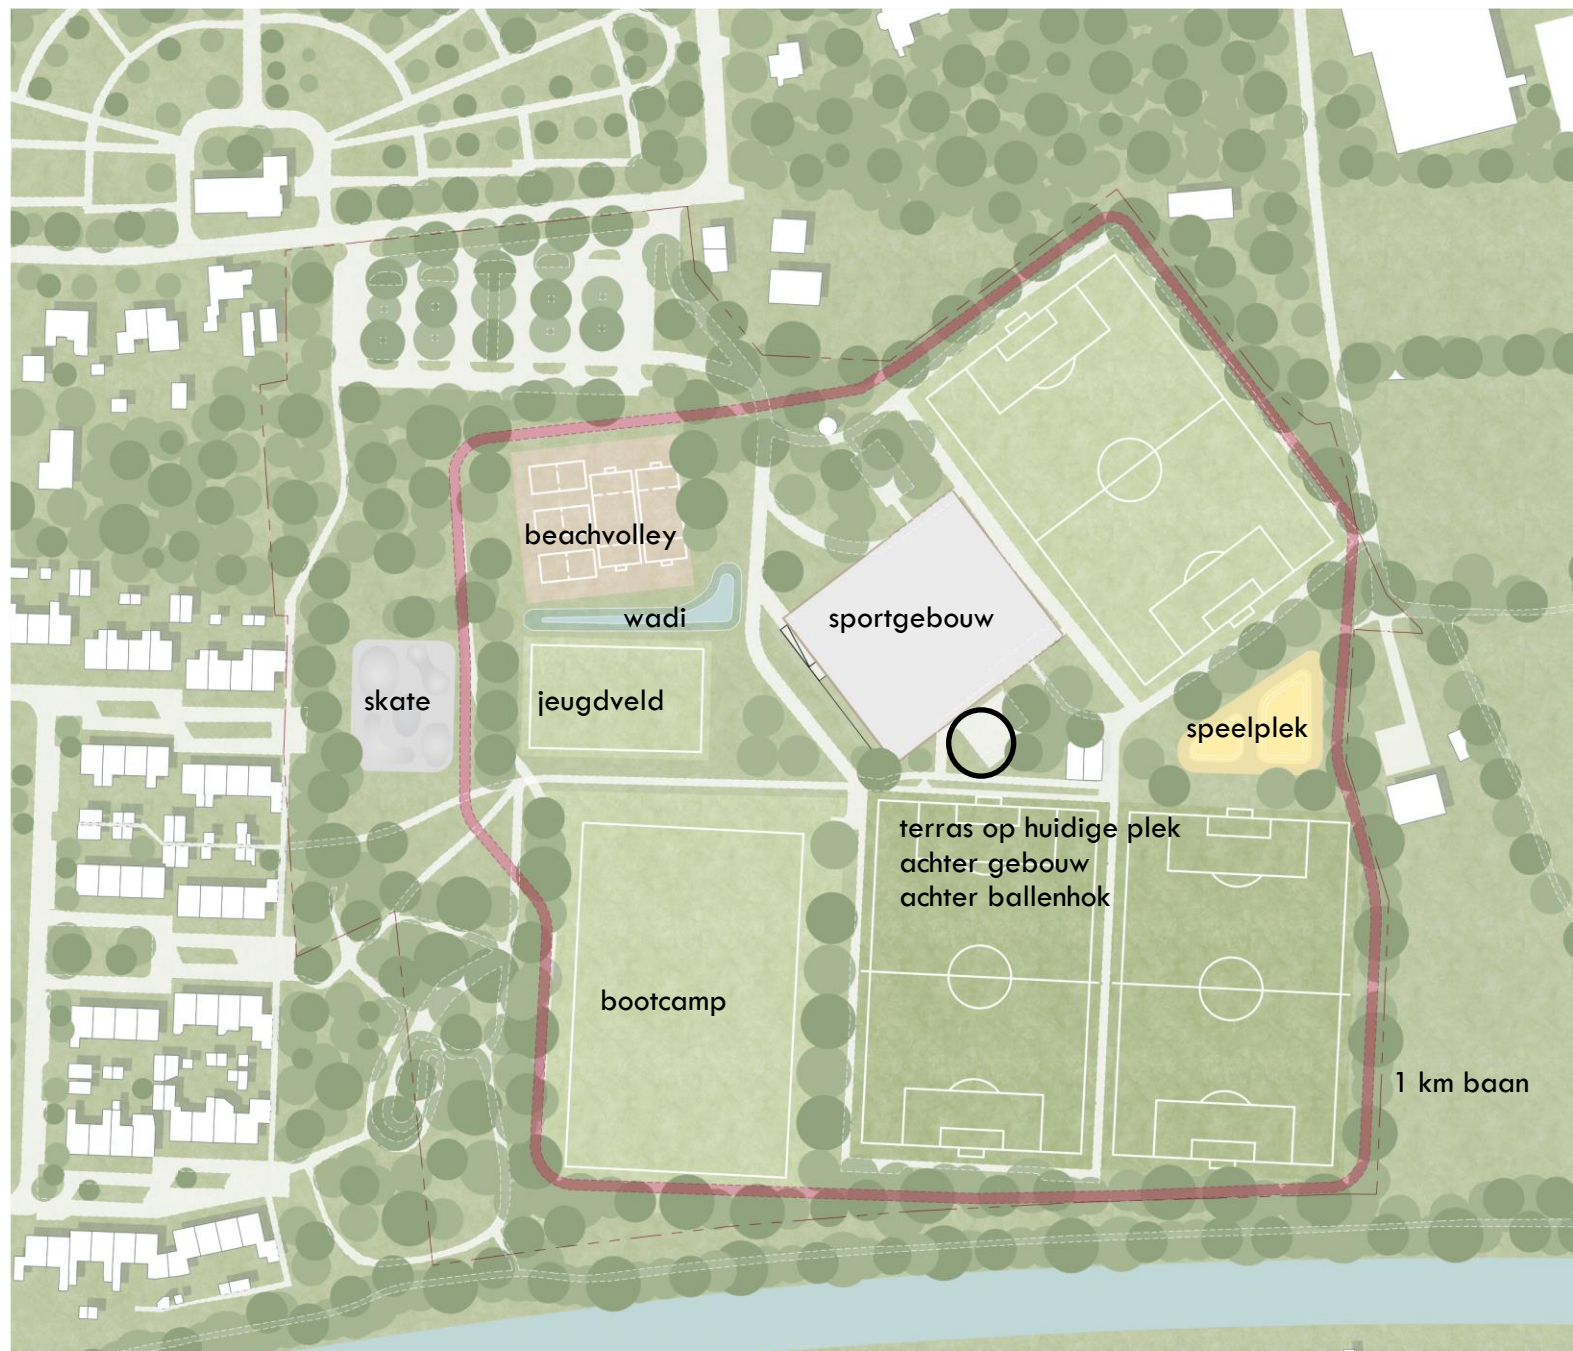 beachvolley
wadi
sportgebouw
skate
jeugdveld
speelplek
terras op huidige plek
achter gebouw
achter ballenhok
bootcamp
1 km baan